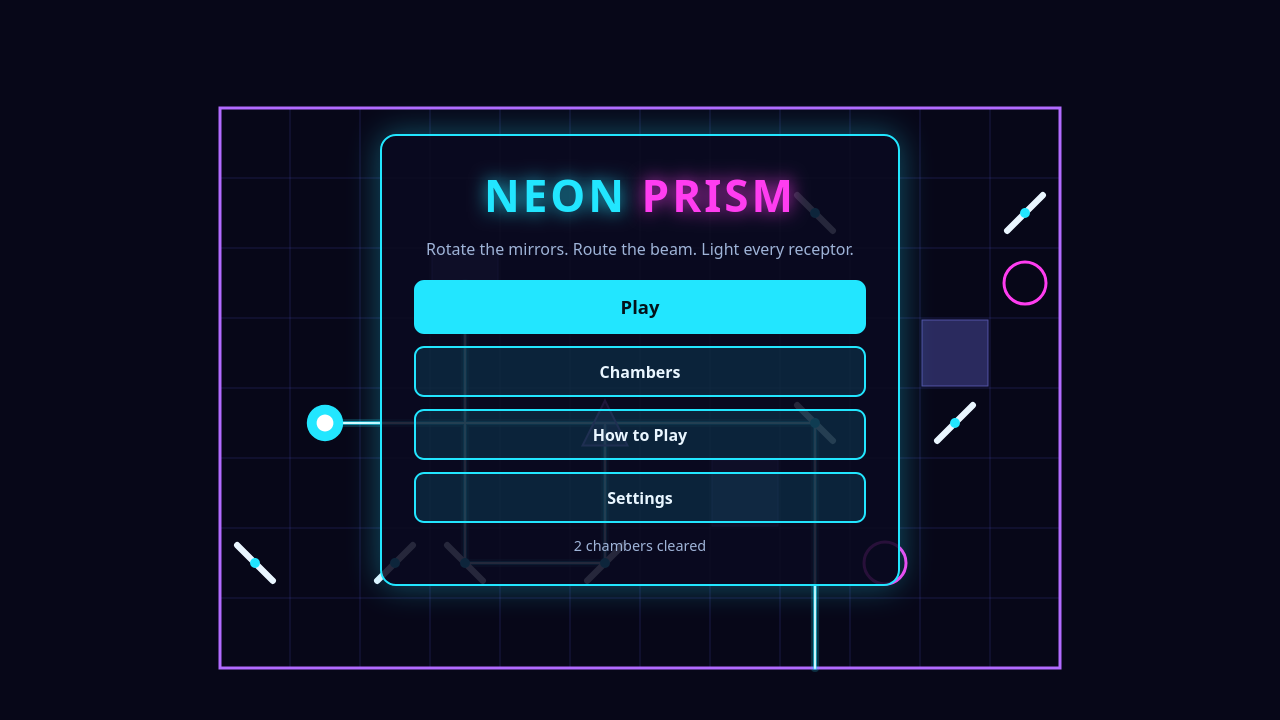 NEON PRISM
Rotate the mirrors. Route the beam. Light every receptor.
Play
Chambers
How to Play
Settings
2 chambers cleared